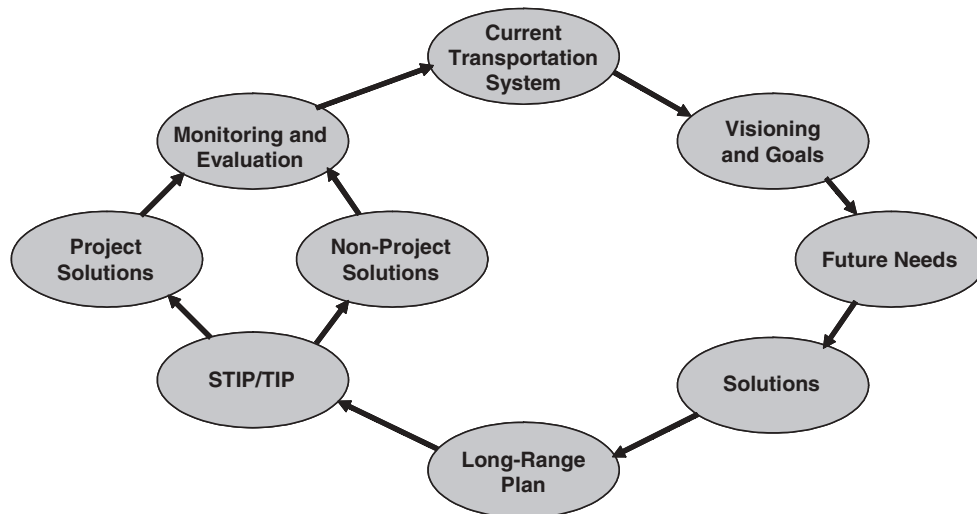 Current
Transportation
System
Visioning
and Goals
Future Needs
Solutions
Long-Range
Plan
STIP/TIP
Project
Solutions
Non-Project
Solutions
Monitoring and
Evaluation